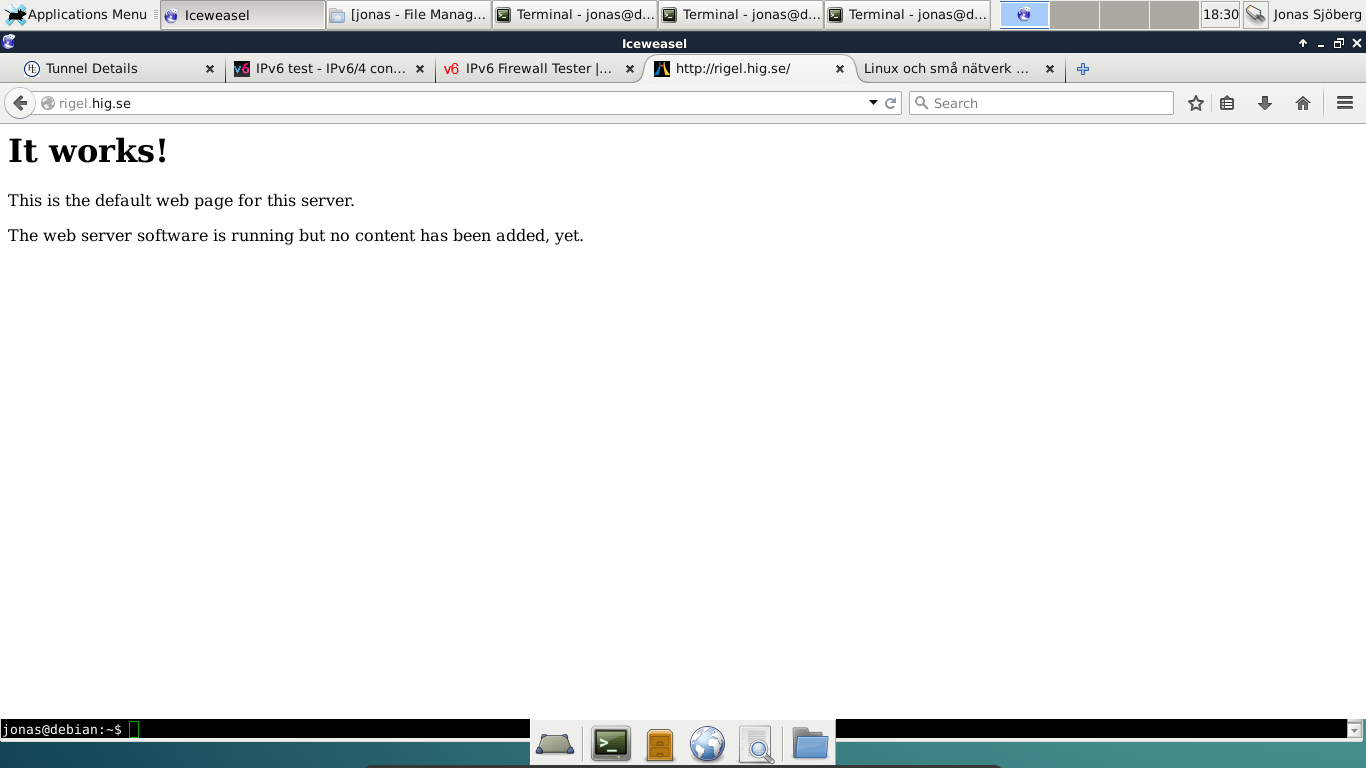 Applications Menu Iceweasel [jonas - File Manag... Terminal - jonas@d... Terminal - jonas@d... Terminal - jonas@d... 18:30 Jonas Sjöberg
Iceweasel
HE Tunnel Details v6 IPv6 test - IPv6/4 con... v6 IPv6 Firewall Tester |... http://rigel.hig.se/ Linux och små nätverk ...
rigel.hig.se Search
It works!
This is the default web page for this server.
The web server software is running but no content has been added, yet.
jonas@debian:~$